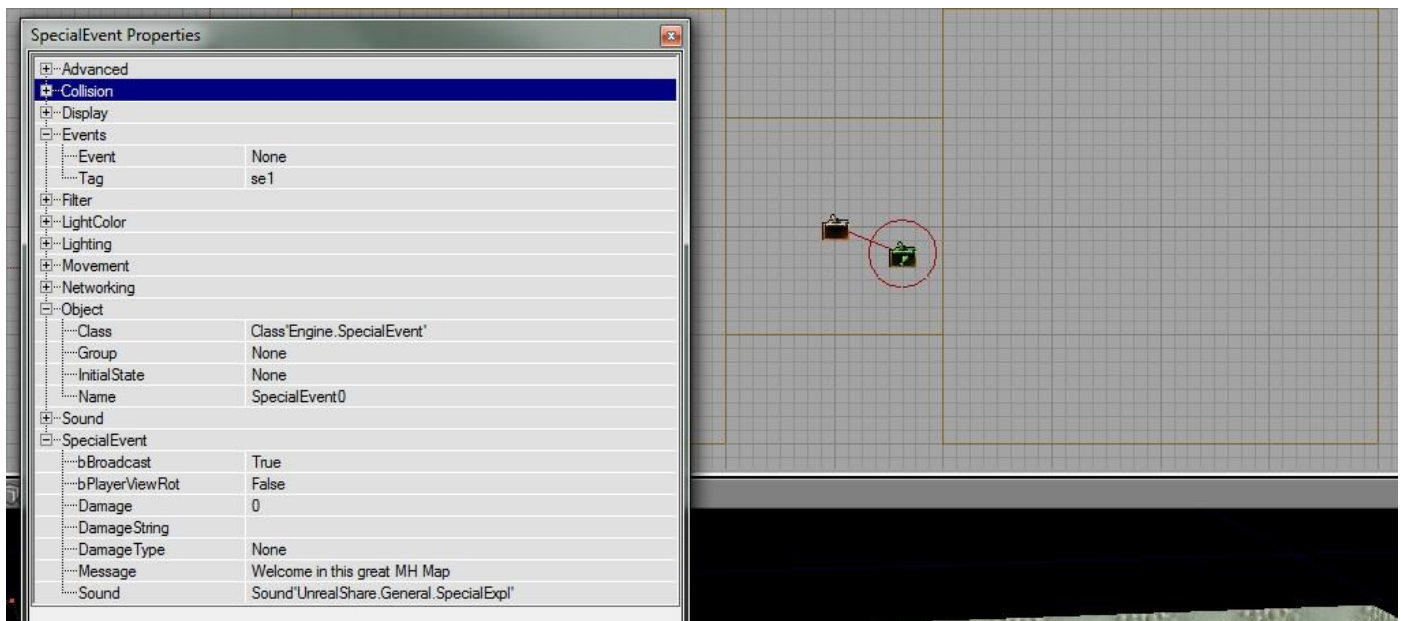 SpecialEvent Properties
Advanced
Collision
Display
Events
Event None
Tag se1
Filter
LightColor
Lighting
Movement
Networking
Object
Class Class'Engine.SpecialEvent'
Group None
InitialState None
Name SpecialEvent0
Sound
SpecialEvent
bBroadcast True
bPlayerViewRot False
Damage 0
DamageString
DamageType None
Message Welcome in this great MH Map
Sound Sound'UnrealShare.General.SpecialExpl'